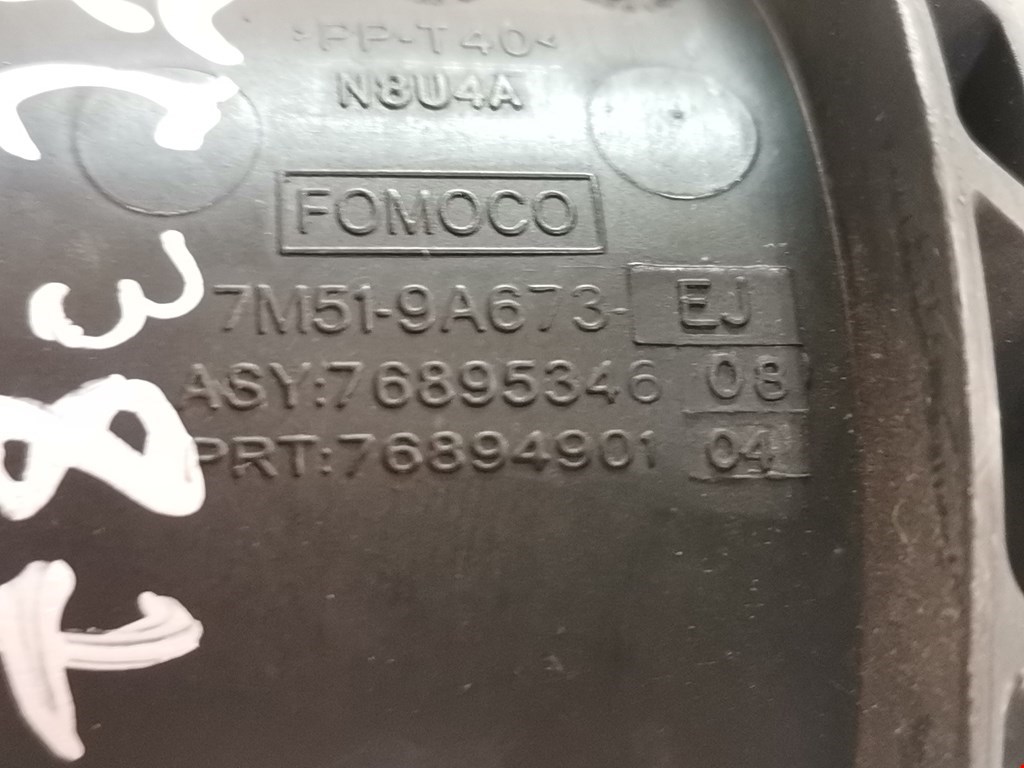 >PP-T40<
N8U4A
FOMOCO
7M51-9A673- EJ
ASY:76895346 08
PRT:76894901 04